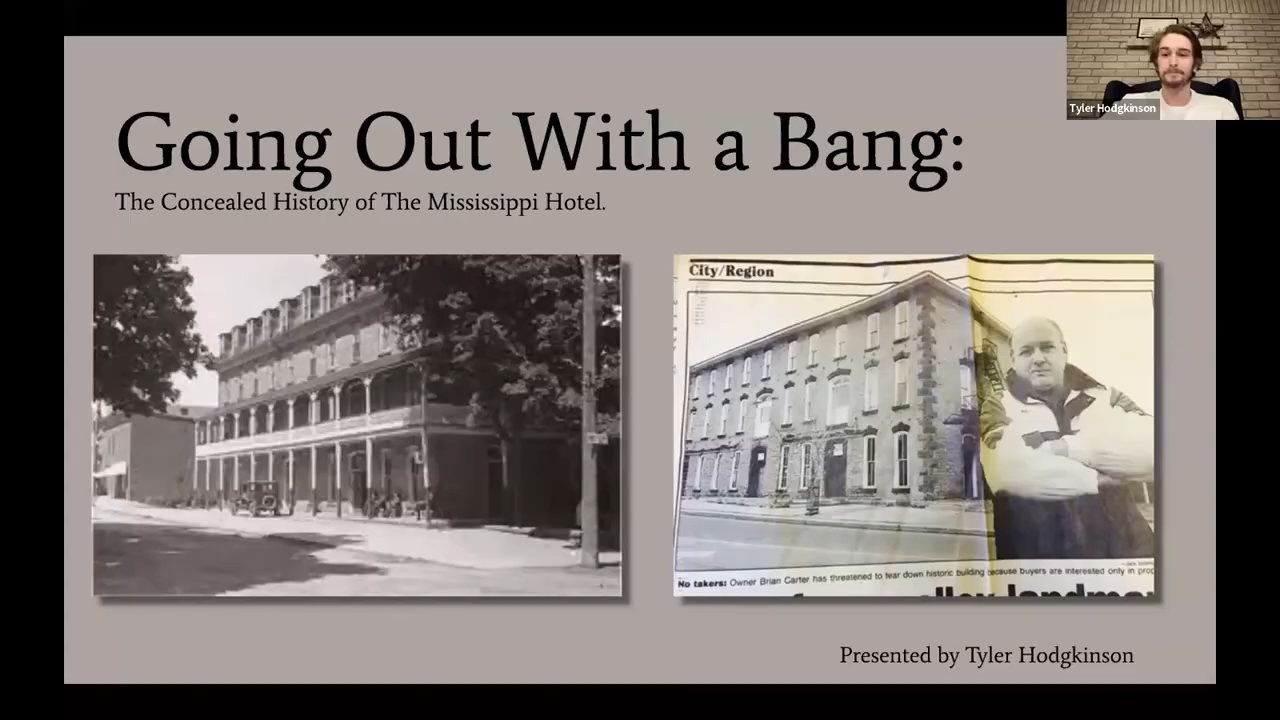 Going Out With a Bang:
The Concealed History of The Mississippi Hotel.
Tyler Hodgkinson
City/Region
No takers: Owner Brian Carter has threatened to tear down historic building because buyers are interested only in
Presented by Tyler Hodgkinson